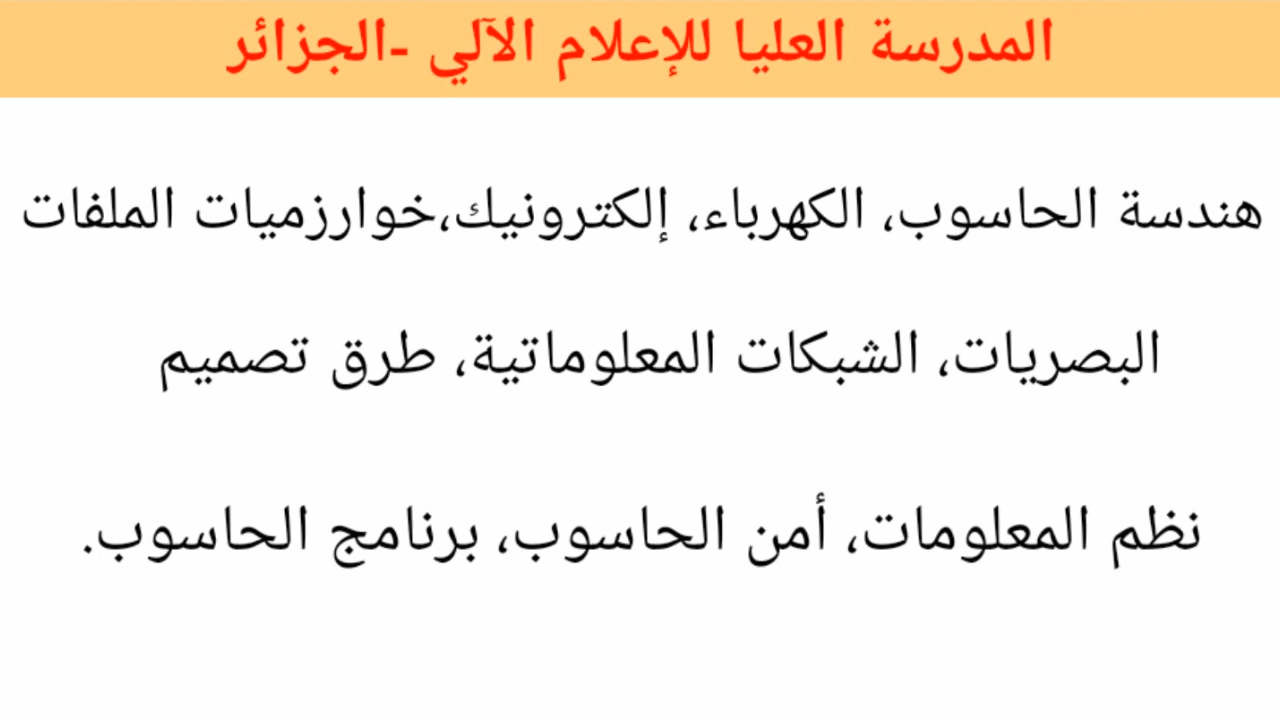 المدرسة العليا للإعلام الآلي -الجزائر
هندسة الحاسوب، الكهرباء، إلكترونيك،خوارزميات الملفات
البصريات، الشبكات المعلوماتية، طرق تصميم
نظم المعلومات، أمن الحاسوب، برنامج الحاسوب.